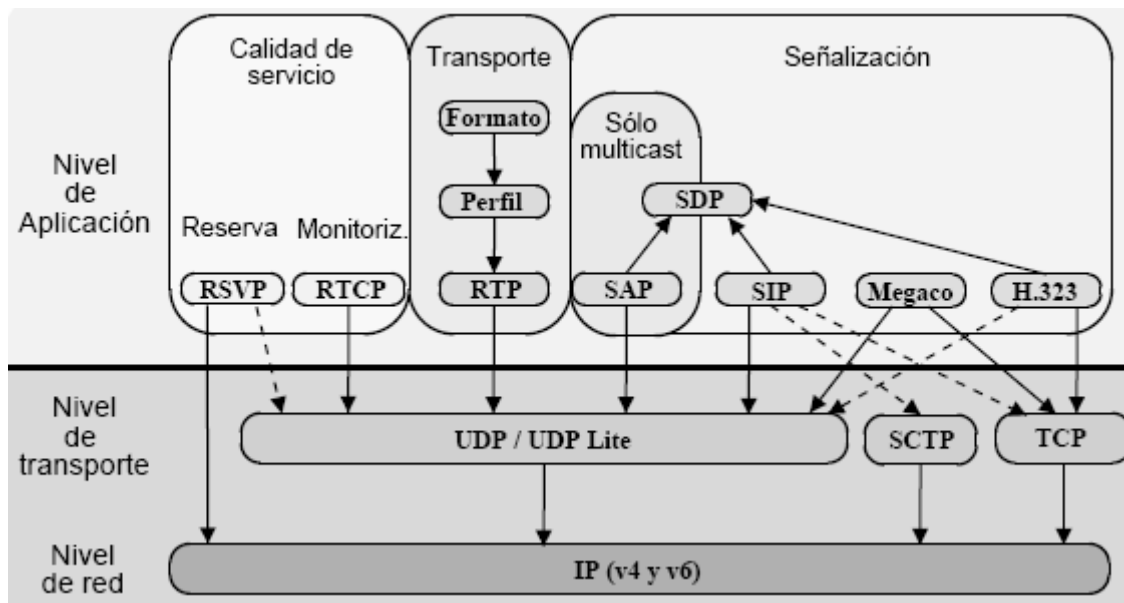 Calidad de
servicio
Transporte
Señalización
Formato
Sólo
multicast
Nivel
de
Aplicación
Perfil
SDP
Reserva
Monitoriz.
RSVP
RTCP
RTP
SAP
SIP
Megaco
H.323
Nivel
de
transporte
UDP / UDP Lite
SCTP
TCP
Nivel
de red
IP (v4 y v6)